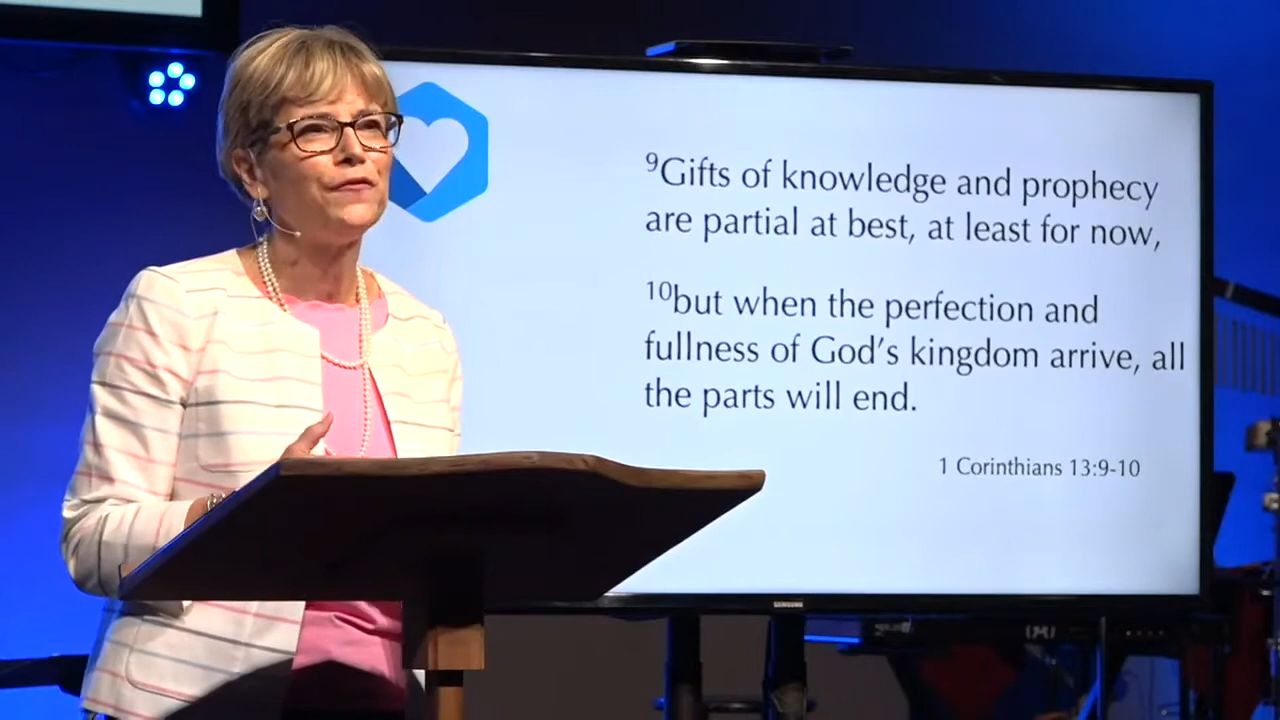 ⁹Gifts of knowledge and prophecy
are partial at best, at least for now,
¹⁰but when the perfection and
fullness of God's kingdom arrive, all
the parts will end.
1 Corinthians 13:9-10
SAMSUNG